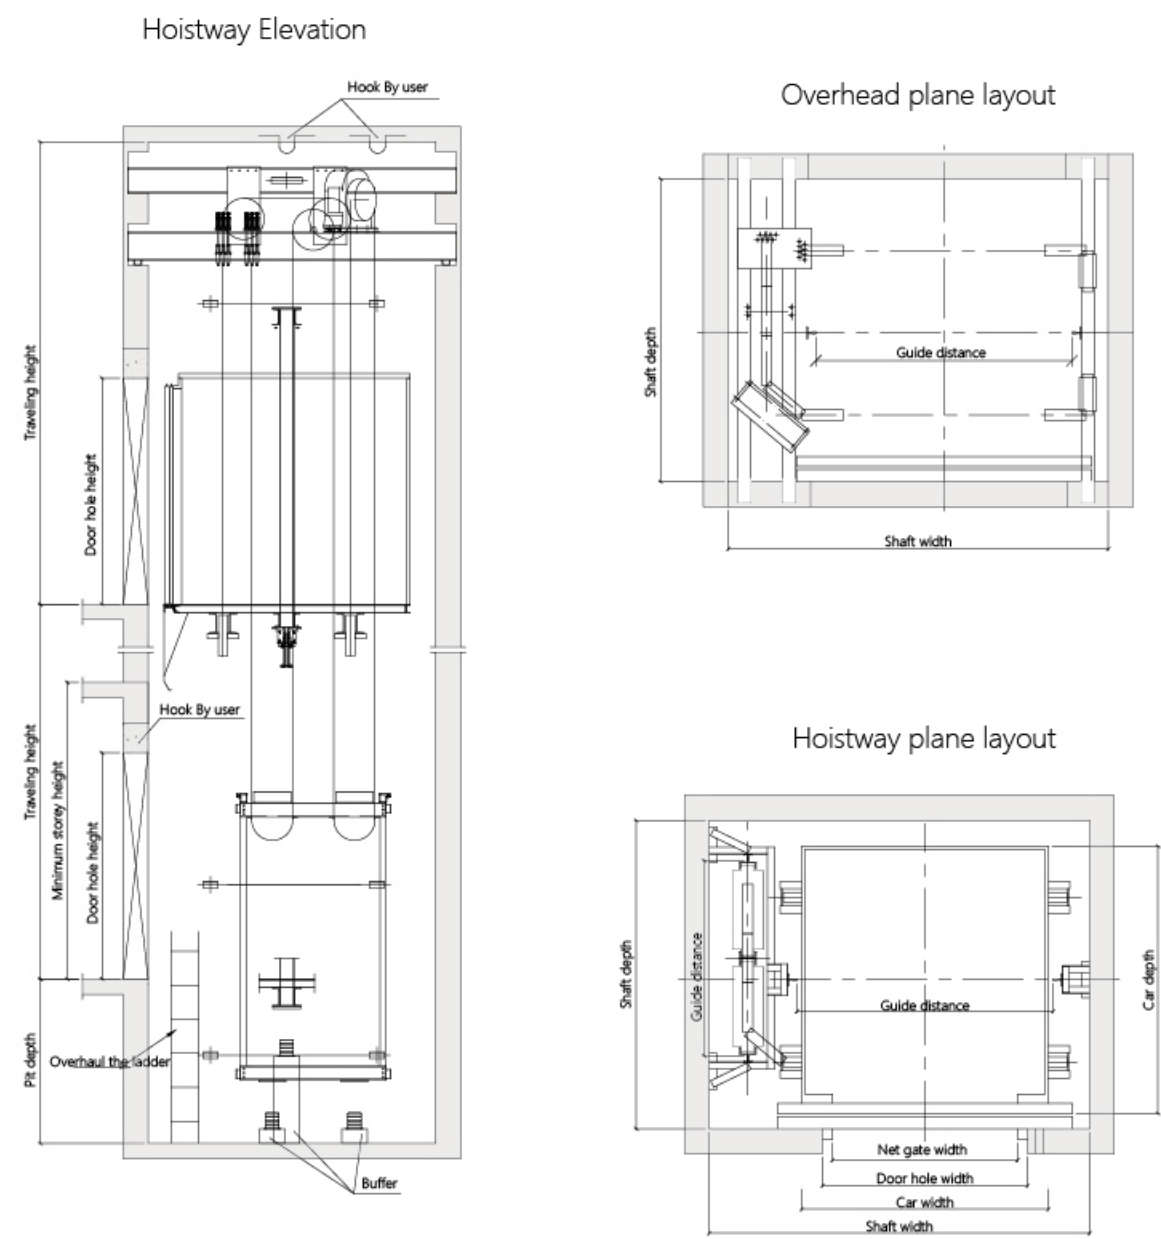 Hoistway Elevation
Hook By user
Traveling height
Door hole height
Hook By user
Traveling height
Minimum storey height
Door hole height
Pit depth
Overhaul the ladder
Buffer
Overhead plane layout
Shaft depth
Guide distance
Shaft width
Hoistway plane layout
Shaft depth
Guide distance
Guide distance
Car depth
Net gate width
Door hole width
Car width
Shaft width